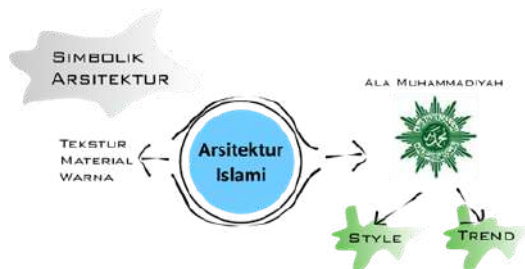 SIMBOLIK
ARSITEKTUR
ALA MUHAMMADIYAH
TEKSTUR
MATERIAL
WARNA
Arsitektur
Islami
STYLE
TREND